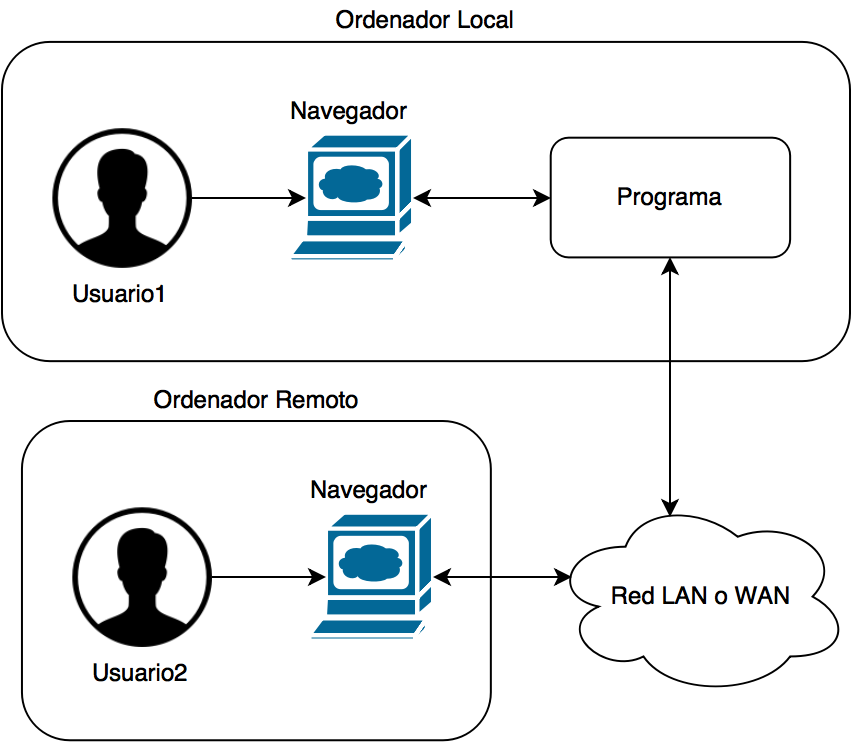 Ordenador Local
Navegador
Programa
Usuario1
Ordenador Remoto
Navegador
Red LAN o WAN
Usuario2